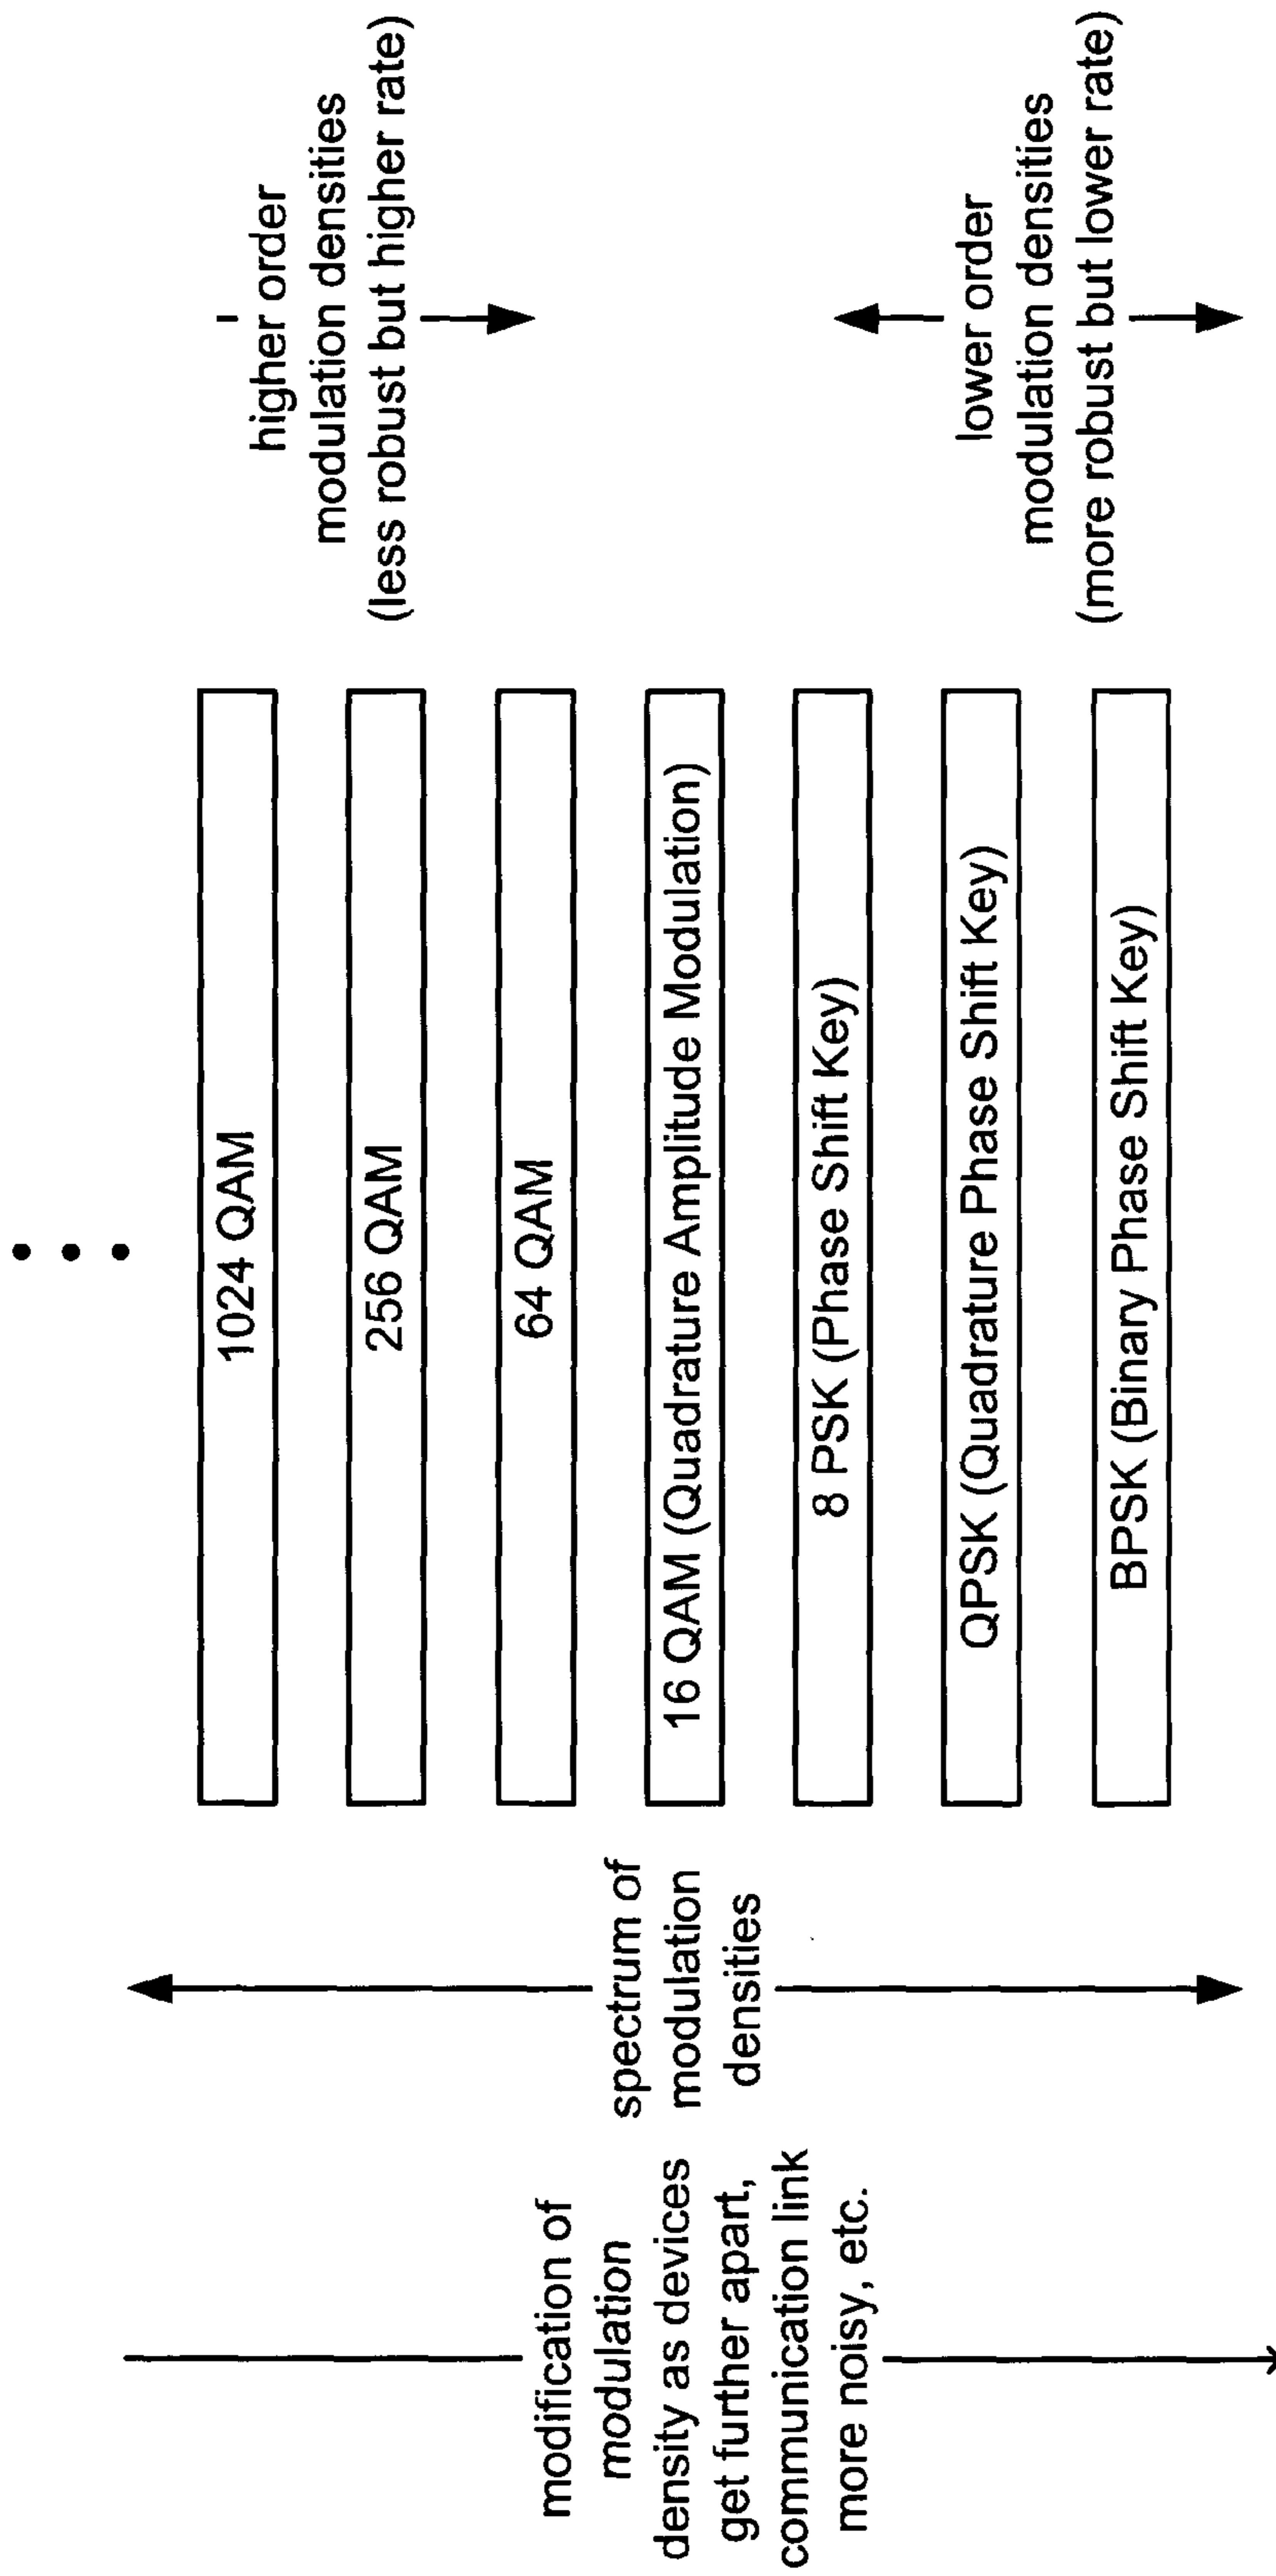 modification of
modulation
density as devices
get further apart,
communication link
more noisy, etc.
spectrum of
modulation
densities
1024 QAM
256 QAM
64 QAM
16 QAM (Quadrature Amplitude Modulation)
8 PSK (Phase Shift Key)
QPSK (Quadrature Phase Shift Key)
BPSK (Binary Phase Shift Key)
higher order
modulation densities
(less robust but higher rate)
lower order
modulation densities
(more robust but lower rate)